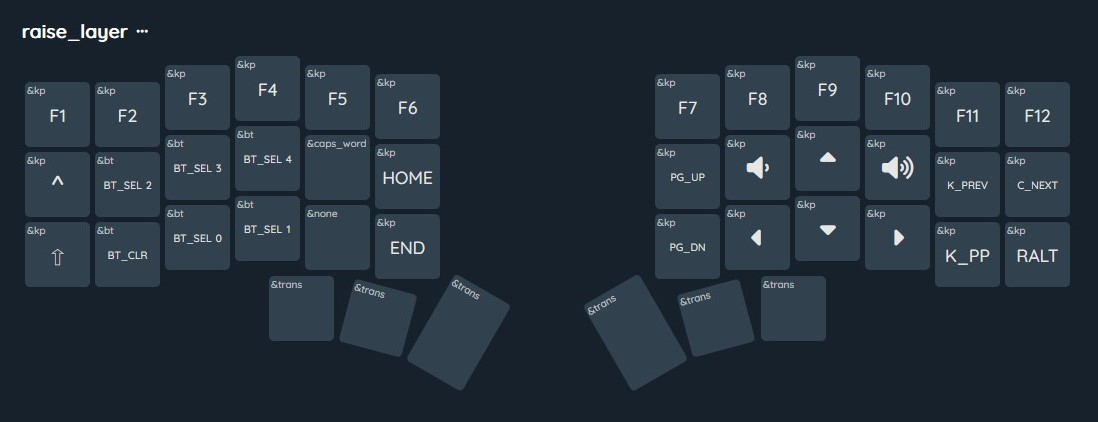 raise_layer ···
&kp F1
&kp F2
&kp F3
&kp F4
&kp F5
&kp F6
&kp F7
&kp F8
&kp F9
&kp F10
&kp F11
&kp F12
&kp ^
&bt BT_SEL 2
&bt BT_SEL 3
&bt BT_SEL 4
&caps_word
&kp HOME
&kp PG_UP
&kp
&kp
&kp
&kp K_PREV
&kp C_NEXT
&kp ⇧
&bt BT_CLR
&bt BT_SEL 0
&bt BT_SEL 1
&none
&kp END
&kp PG_DN
&kp
&kp
&kp
&kp K_PP
&kp RALT
&trans
&trans
&trans
&trans
&trans
&trans